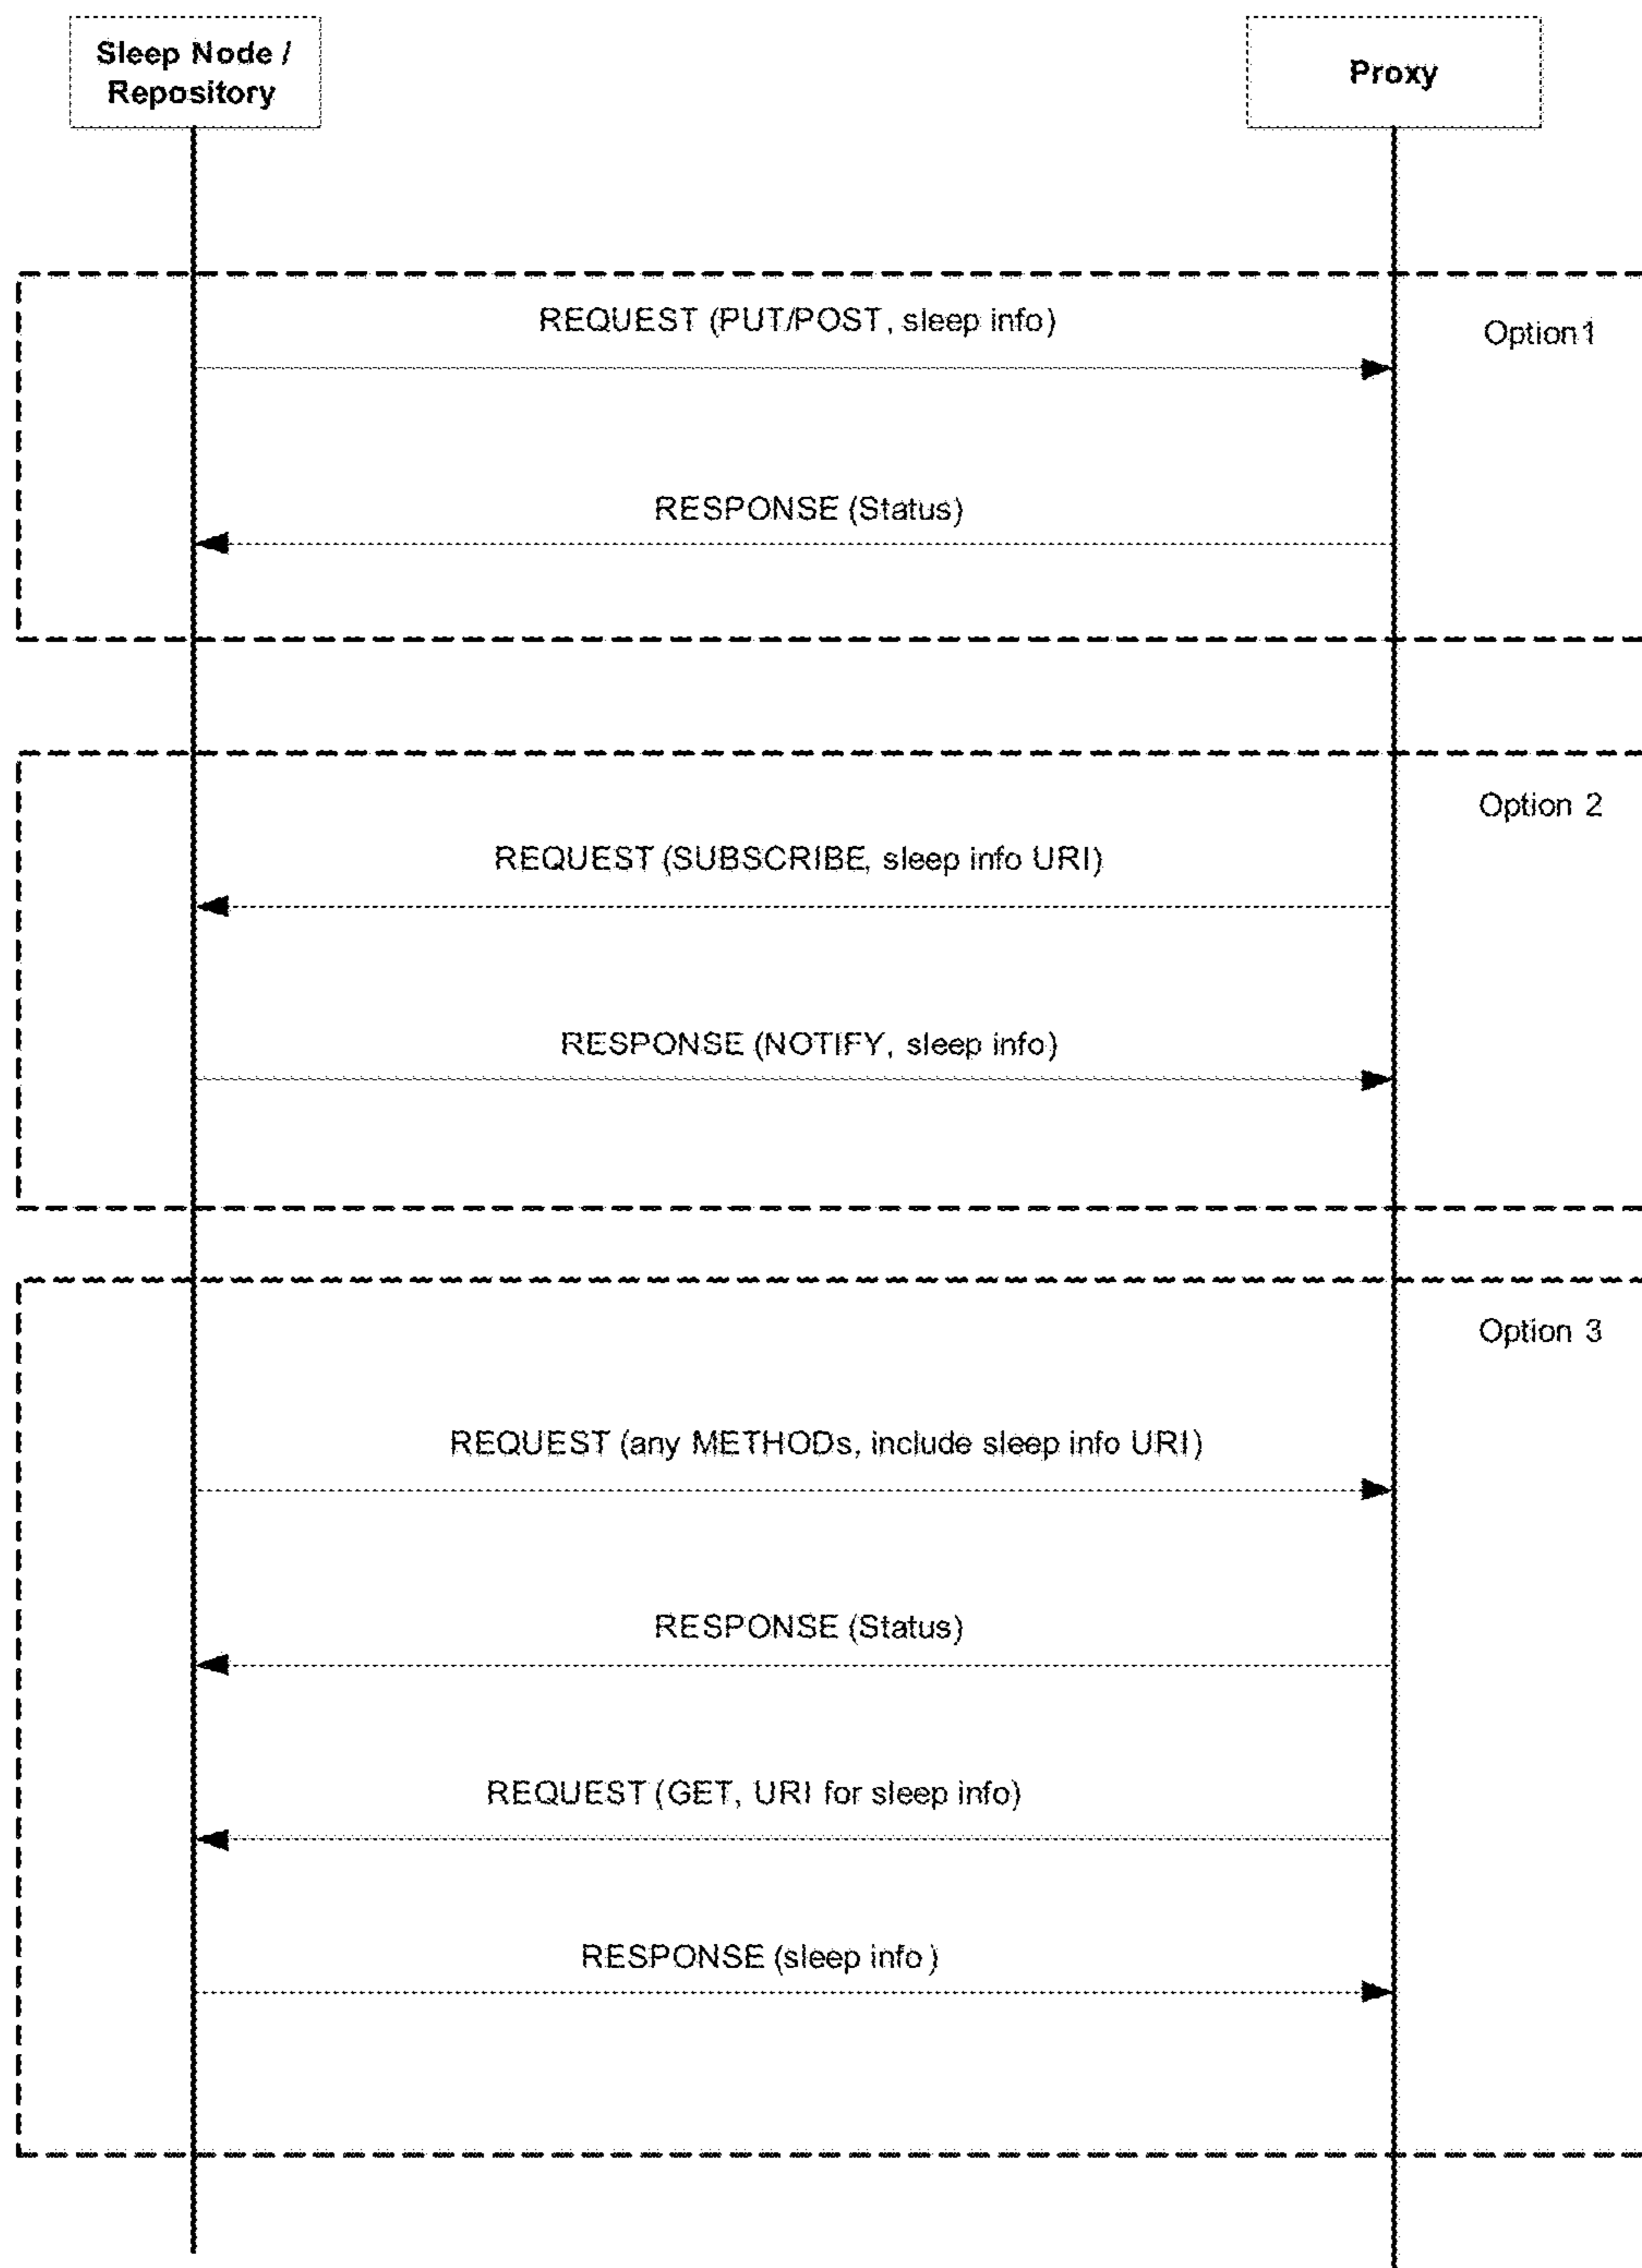 Sleep Node /
Repository
Proxy
REQUEST (PUT/POST, sleep info)
Option1
RESPONSE (Status)
Option 2
REQUEST (SUBSCRIBE, sleep info URI)
RESPONSE (NOTIFY, sleep info)
Option 3
REQUEST (any METHODs, include sleep info URI)
RESPONSE (Status)
REQUEST (GET, URI for sleep info)
RESPONSE (sleep info)